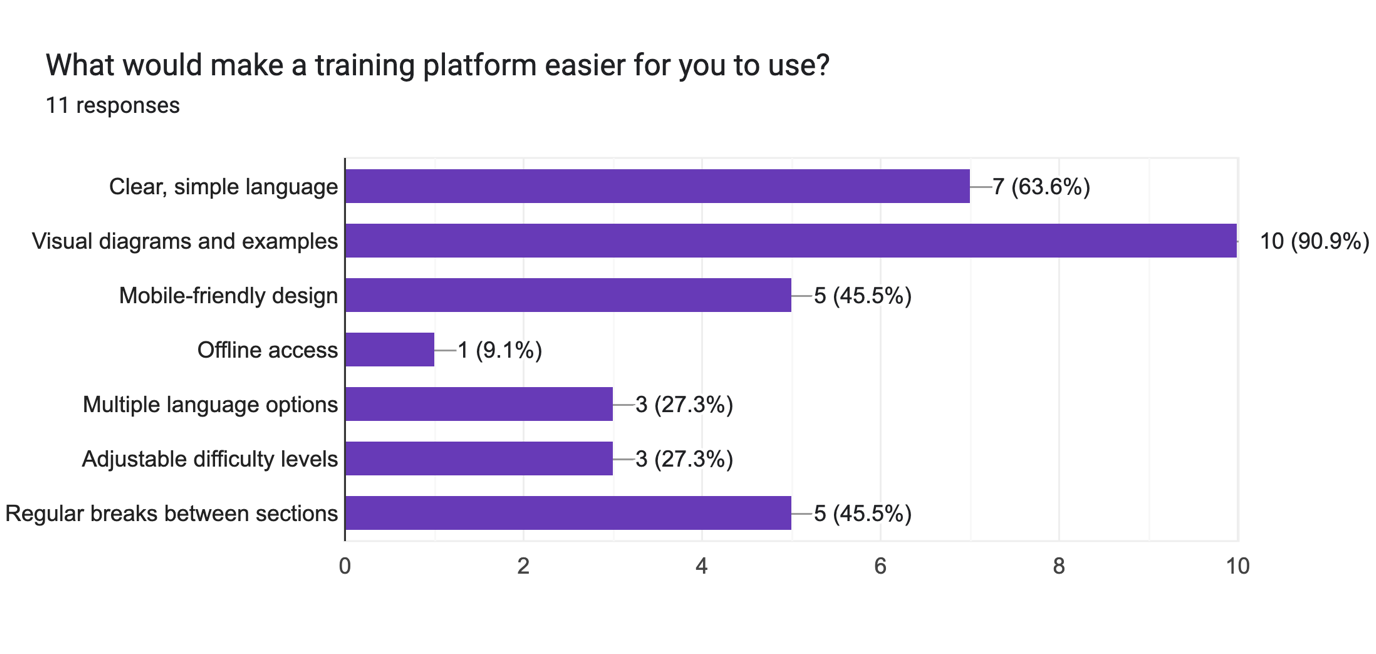 What would make a training platform easier for you to use?
11 responses
Clear, simple language 7 (63.6%)
Visual diagrams and examples 10 (90.9%)
Mobile-friendly design 5 (45.5%)
Offline access 1 (9.1%)
Multiple language options 3 (27.3%)
Adjustable difficulty levels 3 (27.3%)
Regular breaks between sections 5 (45.5%)
0 2 4 6 8 10